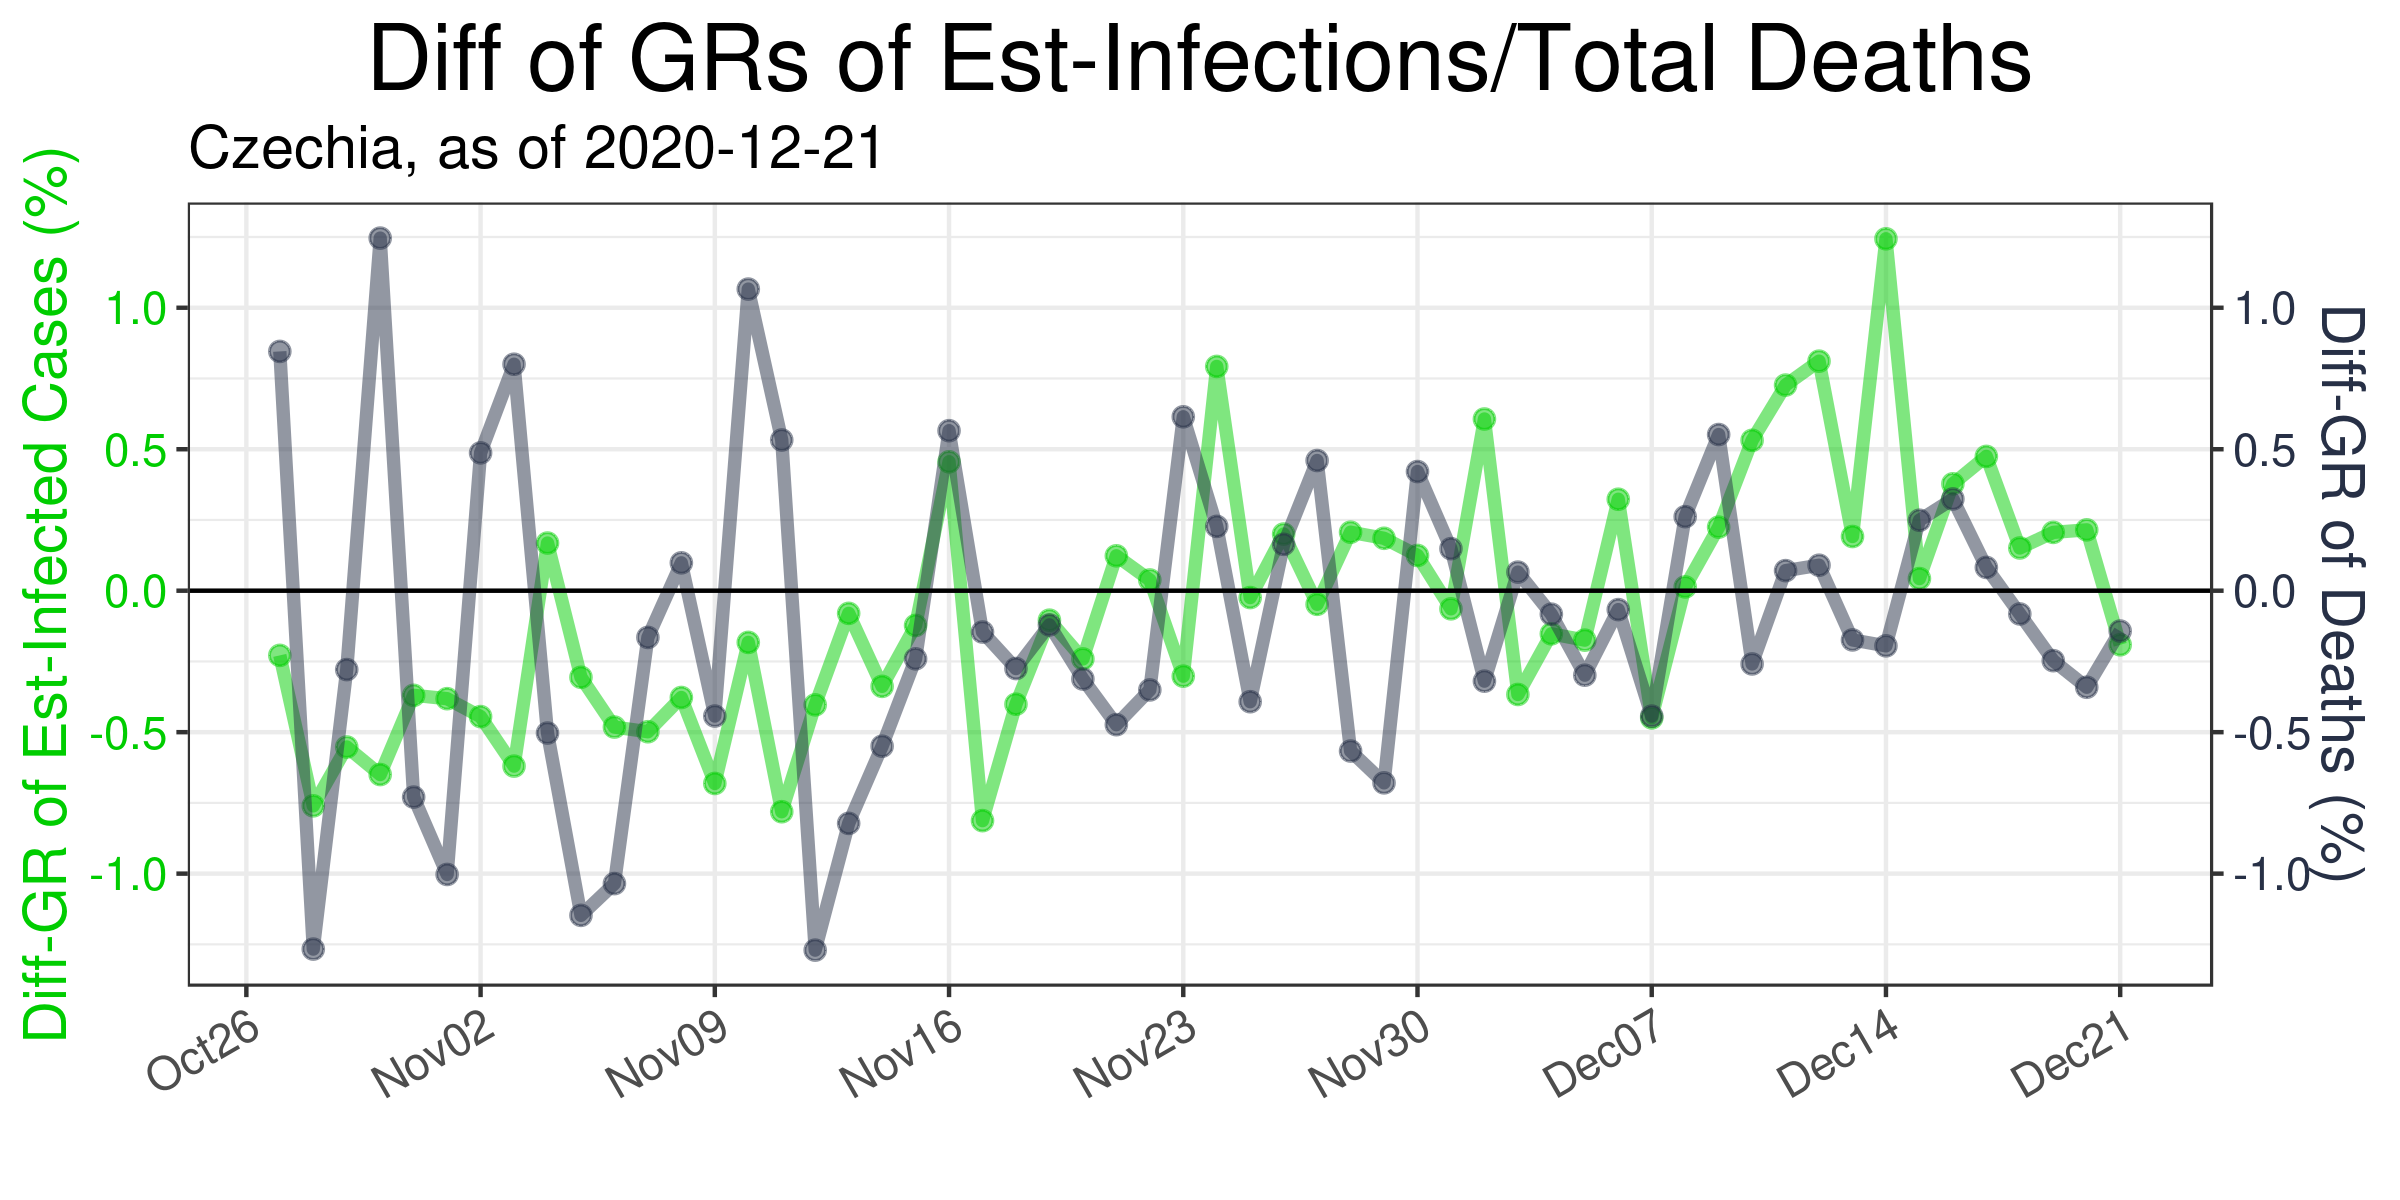 Diff of GRs of Est-Infections/Total Deaths
Czechia, as of 2020-12-21
Diff-GR of Est-Infected Cases (%)
1.0
0.5
0.0
-0.5
-1.0
1.0
0.5
0.0
-0.5
-1.0
Diff-GR of Deaths (%)
Oct26
Nov02
Nov09
Nov16
Nov23
Nov30
Dec07
Dec14
Dec21